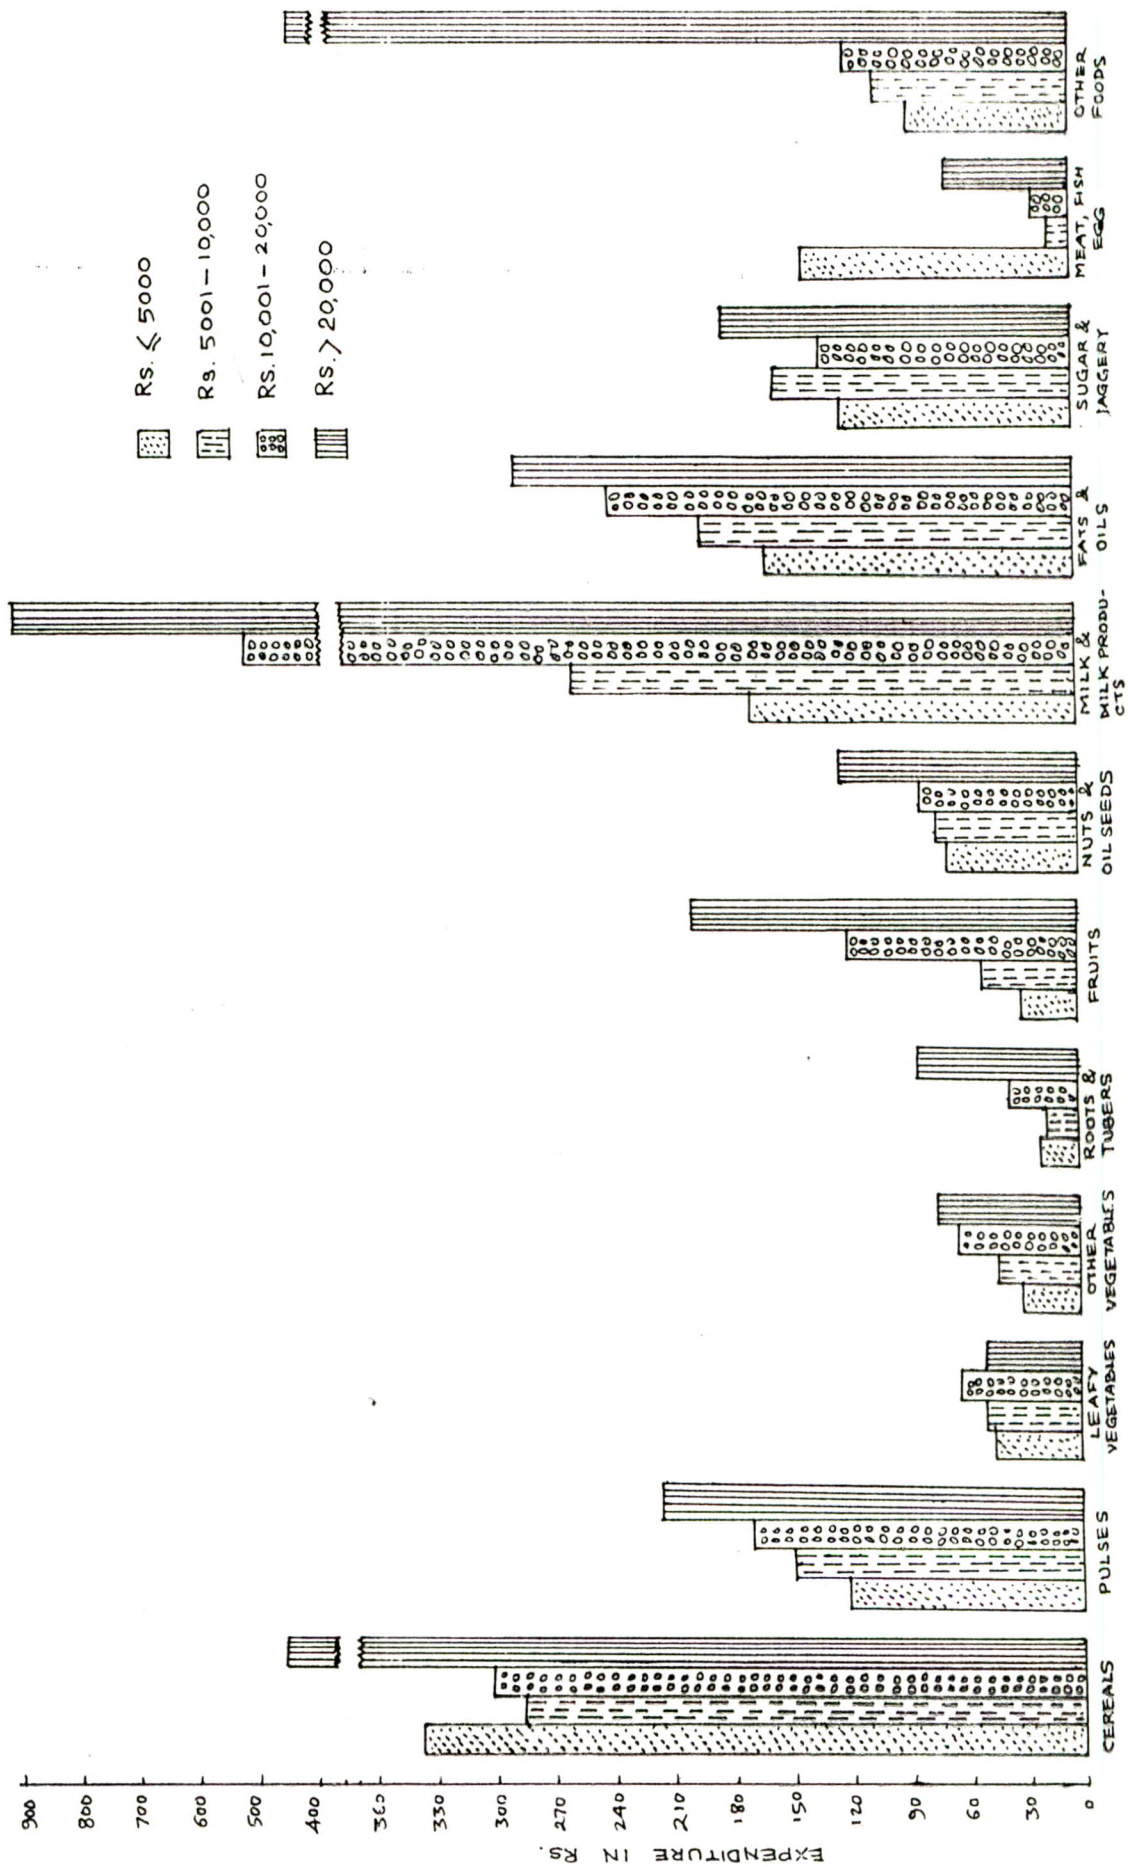 EXPENDITURE IN Rs.
900
800
700
600
500
400
360
330
300
270
240
210
180
150
120
90
60
30
0
Rs. ⩽ 5000
Rs. 5001-10,000
RS. 10,001-20,000
Rs. > 20,000
CEREALS
PULSES
LEAFY
VEGETABLES
OTHER
VEGETABLES
ROOTS &
TUBERS
FRUITS
NUTS &
OILSEEDS
MILK &
MILK PRODU-
CTS
FATS &
OILS
SUGAR &
JAGGERY
MEAT, FISH
EGG
OTHER
FOODS